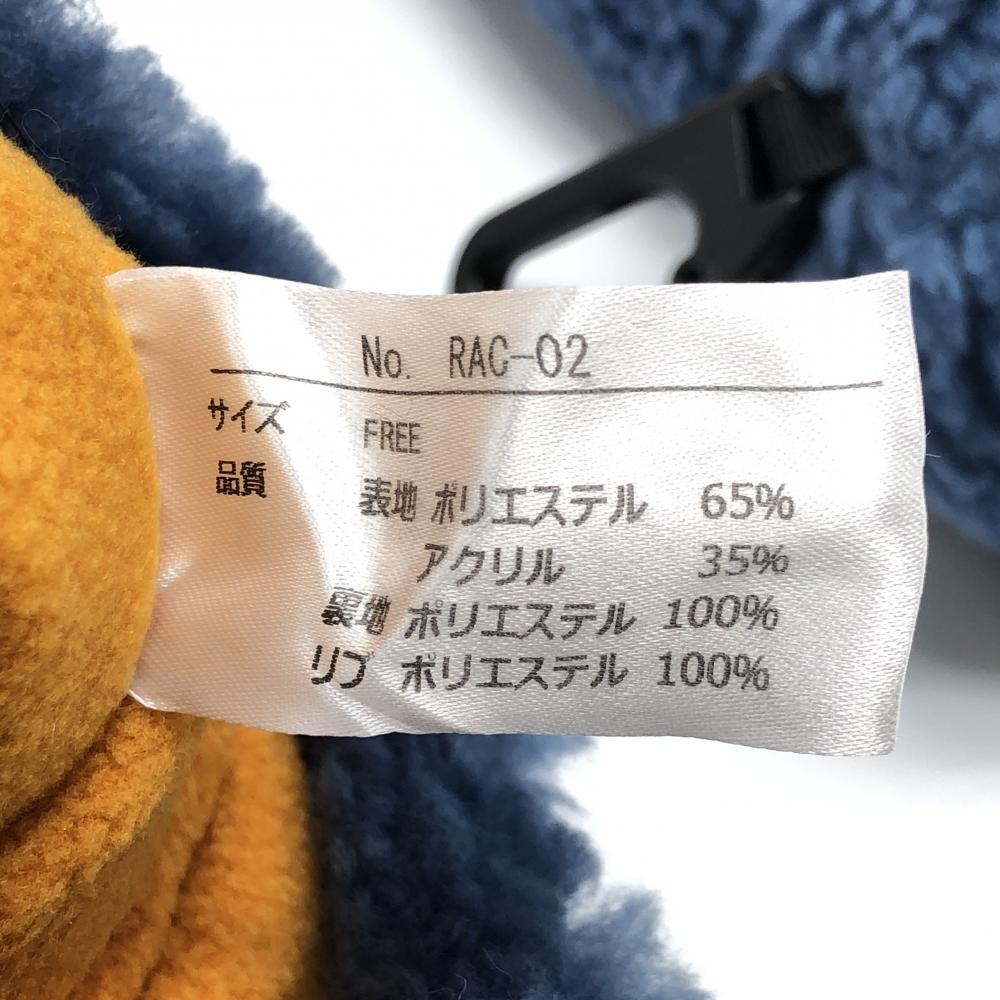 No. RAC-02
サイズ FREE
品質 表地 ポリエステル 65%
アクリル 35%
裏地 ポリエステル 100%
リブ ポリエステル 100%